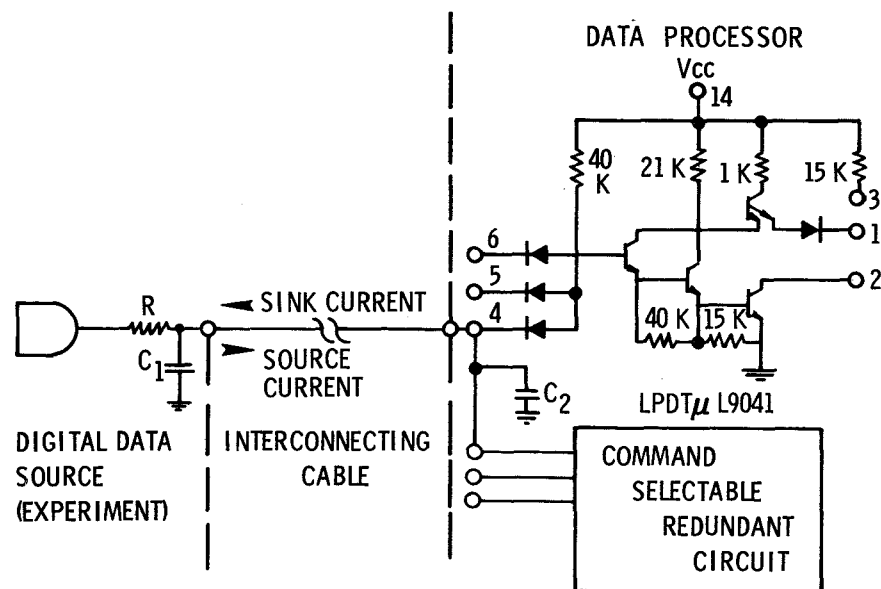 DATA PROCESSOR
Vcc
14
40
K
21 K
1 K
15 K
3
1
2
6
5
4
R
C1
SINK CURRENT
SOURCE
CURRENT
40 K
15 K
C2
LPDTμ L9041
DIGITAL DATA
SOURCE
(EXPERIMENT)
INTERCONNECTING
CABLE
COMMAND
SELECTABLE
REDUNDANT
CIRCUIT